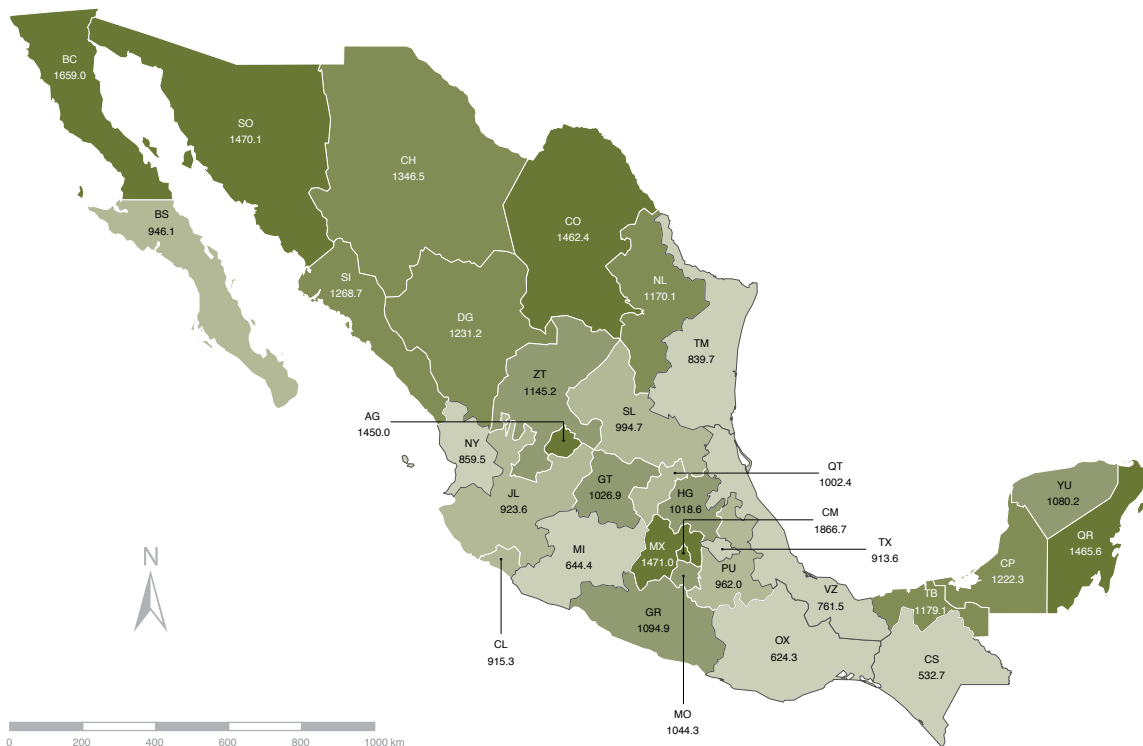 BC
1659.0
SO
1470.1
CH
1346.5
BS
946.1
CO
1462.4
SI
1268.7
NL
1170.1
DG
1231.2
TM
839.7
ZT
1145.2
AG
1450.0
SL
994.7
NY
859.5
QT
1002.4
GT
1026.9
JL
923.6
HG
1018.6
YU
1080.2
CM
1866.7
QR
1465.6
TX
913.6
MX
1471.0
MI
644.4
PU
962.0
CP
1222.3
VZ
761.5
TB
1179.1
GR
1094.9
OX
624.3
CS
532.7
N
CL
915.3
MO
1044.3
0 200 400 600 800 1000 km